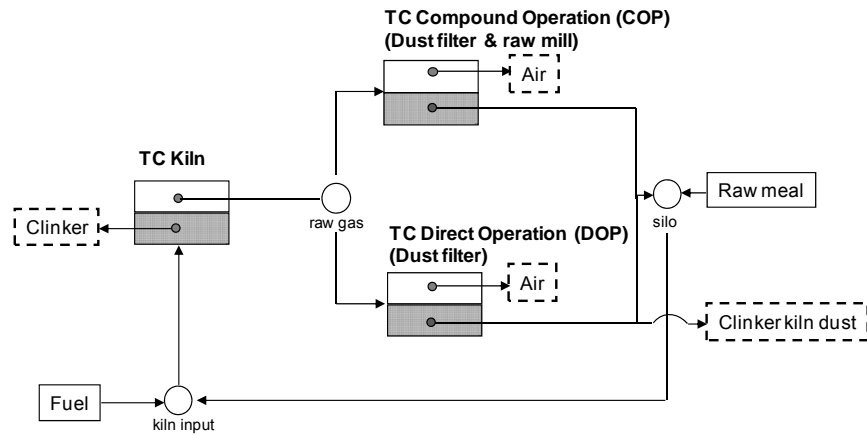 TC Compound Operation (COP)
(Dust filter & raw mill)
Air
TC Kiln
Clinker
raw gas
Raw meal
silo
TC Direct Operation (DOP)
(Dust filter)
Air
Clinker kiln dust
Fuel
kiln input